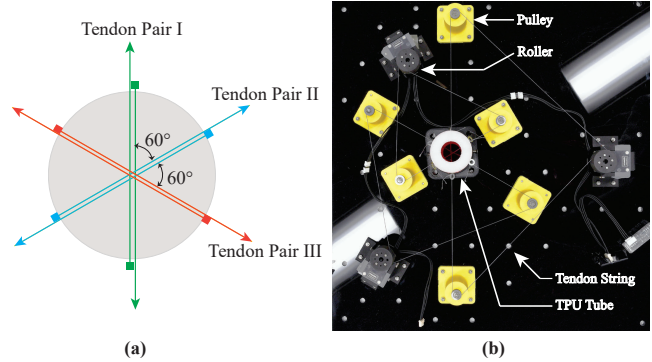 Tendon Pair I
Tendon Pair II
60°
60°
Tendon Pair III
(a)
Pulley
Roller
Tendon String
TPU Tube
(b)